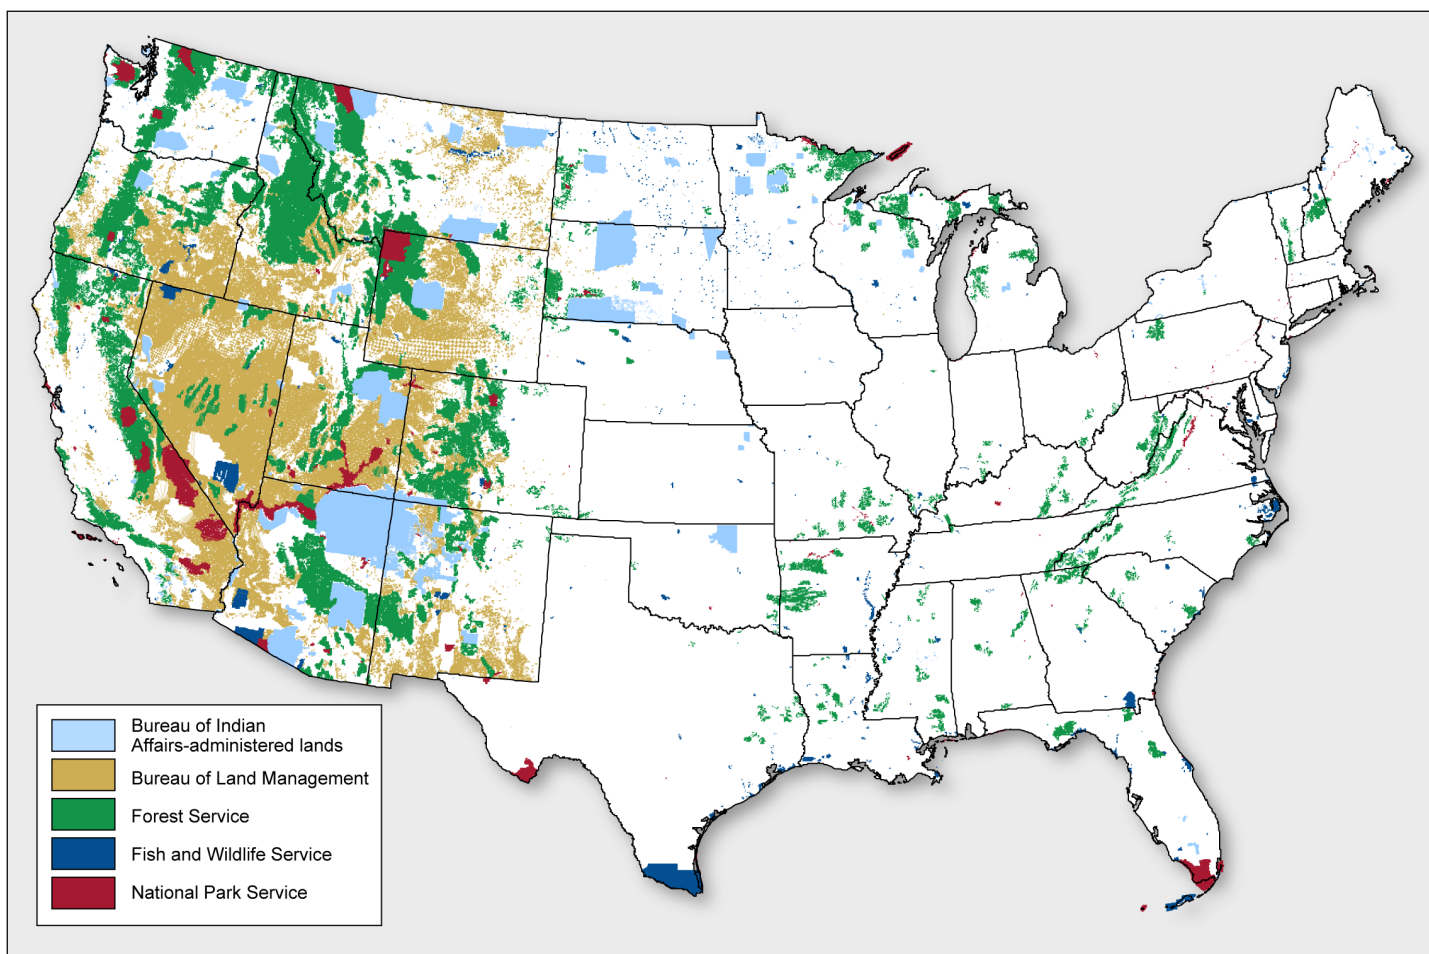 Bureau of Indian
Affairs-administered lands
Bureau of Land Management
Forest Service
Fish and Wildlife Service
National Park Service